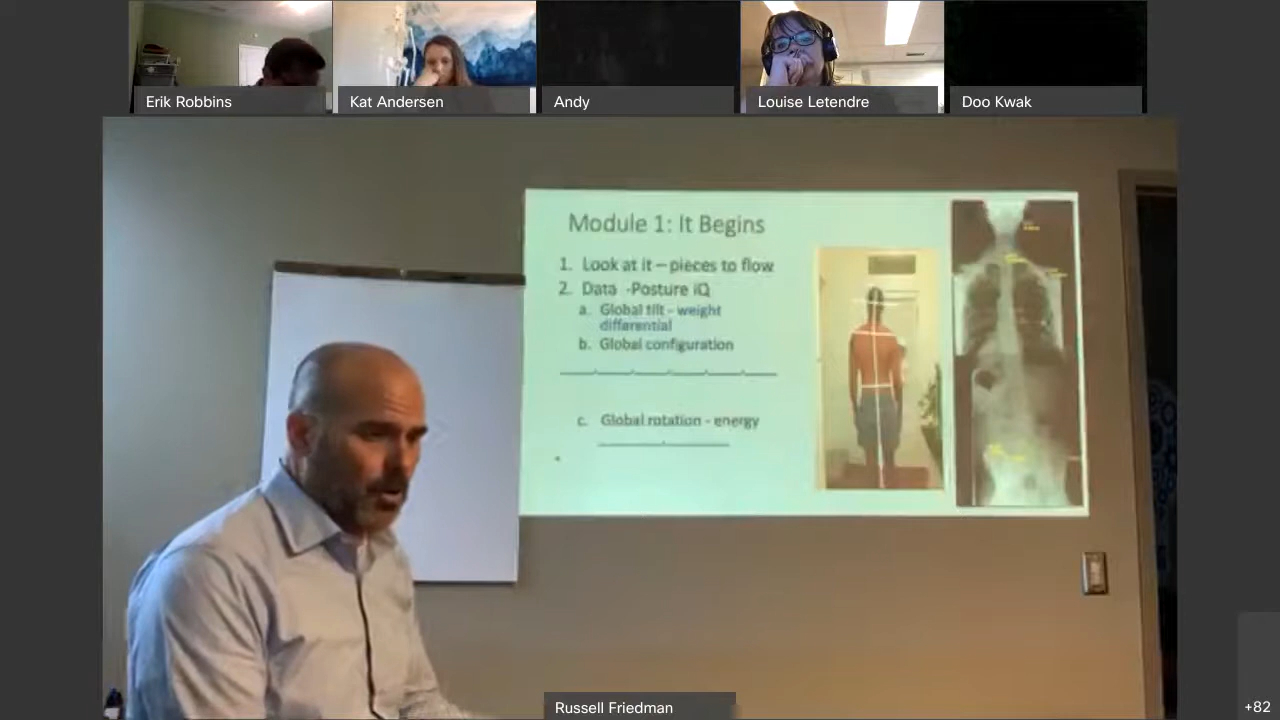 Erik Robbins
Kat Andersen
Andy
Louise Letendre
Doo Kwak
Module 1: It Begins
1. Look at it – pieces to flow
2. Data -Posture iQ
a. Global tilt - weight
differential
b. Global configuration
c. Global rotation - energy
Russell Friedman
+82